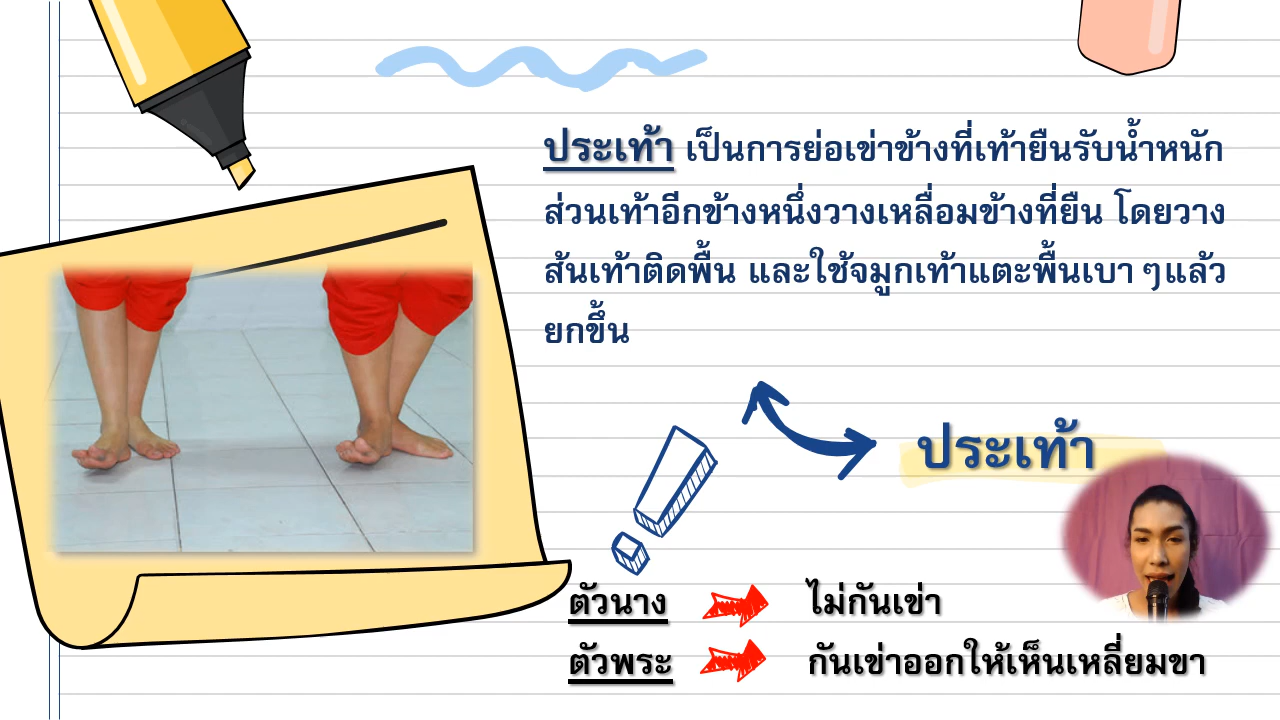 ประเท้า เป็นการย่อเข่าข้างที่เท้ายืนรับน้ำหนัก
ส่วนเท้าอีกข้างหนึ่งวางเหลื่อมข้างที่ยืน โดยวาง
ส้นเท้าติดพื้น และใช้จมูกเท้าแตะพื้นเบา ๆแล้ว
ยกขึ้น
ประเท้า
ตัวนาง ไม่กันเข่า
ตัวพระ กันเข่าออกให้เห็นเหลี่ยมขา